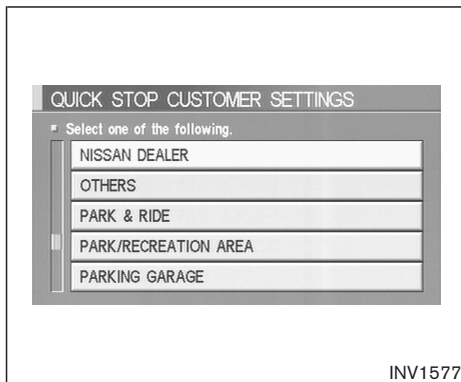 QUICK STOP CUSTOMER SETTINGS
Select one of the following.
NISSAN DEALER
OTHERS
PARK & RIDE
PARK/RECREATION AREA
PARKING GARAGE
INV1577